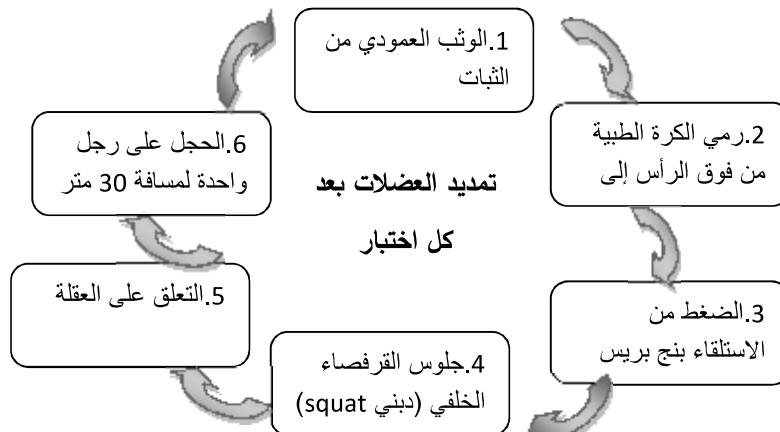 1.الوثب العمودي من
الثبات
2.رمي الكرة الطبية
من فوق الرأس إلى
3.الضغط من
الاستلقاء بنج بريس
4.جلوس القرفصاء
الخلفي (دبني squat)
5.التعلق على العقلة
6.الحجل على رجل
واحدة لمسافة 30 متر
تمديد العضلات بعد
كل اختبار